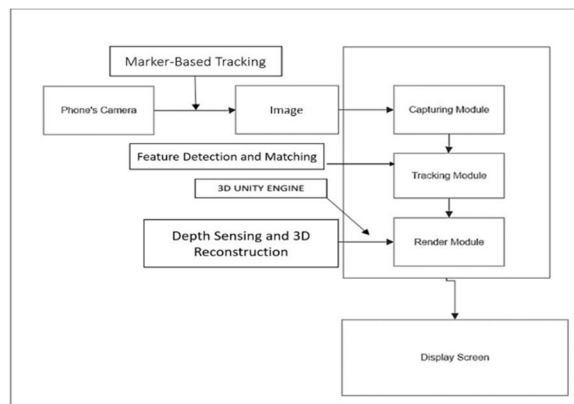 Marker-Based Tracking
Phone's Camera
Image
Capturing Module
Feature Detection and Matching
Tracking Module
3D UNITY ENGINE
Depth Sensing and 3D
Reconstruction
Render Module
Display Screen